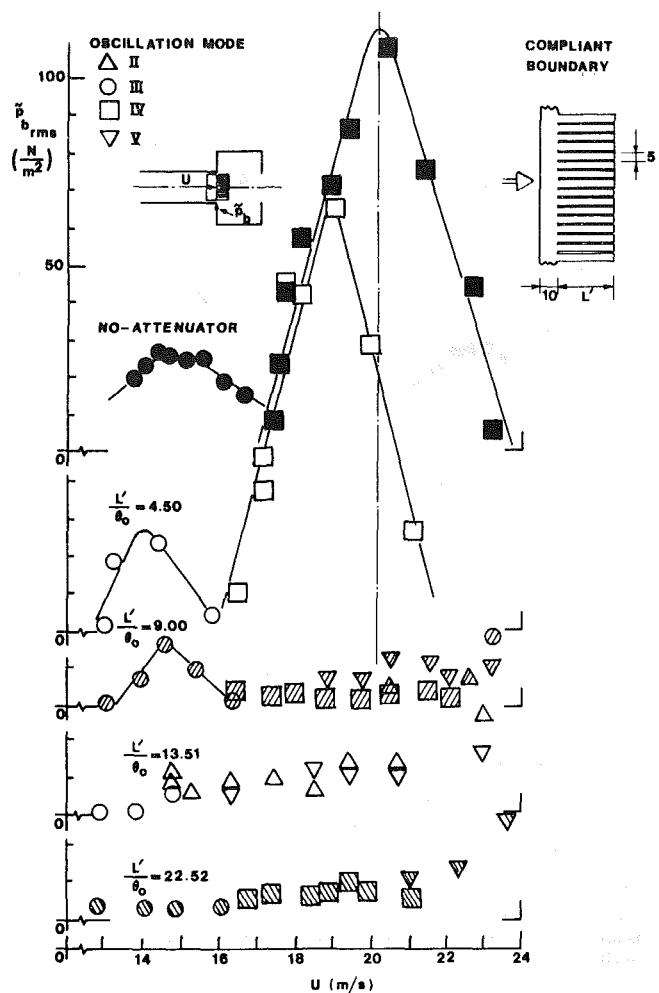 OSCILLATION MODE
△ II
○ III
□ IV
▽ V
COMPLIANT
BOUNDARY
100
p̃b rms
(N/m²)
50
0
U
p̃b
5
10
L'
NO-ATTENUATOR
L'/θo = 4.50
0
L'/θo = 9.00
0
L'/θo = 13.51
0
L'/θo = 22.52
0
0
14 16 18 20 22 24
U (m/s)